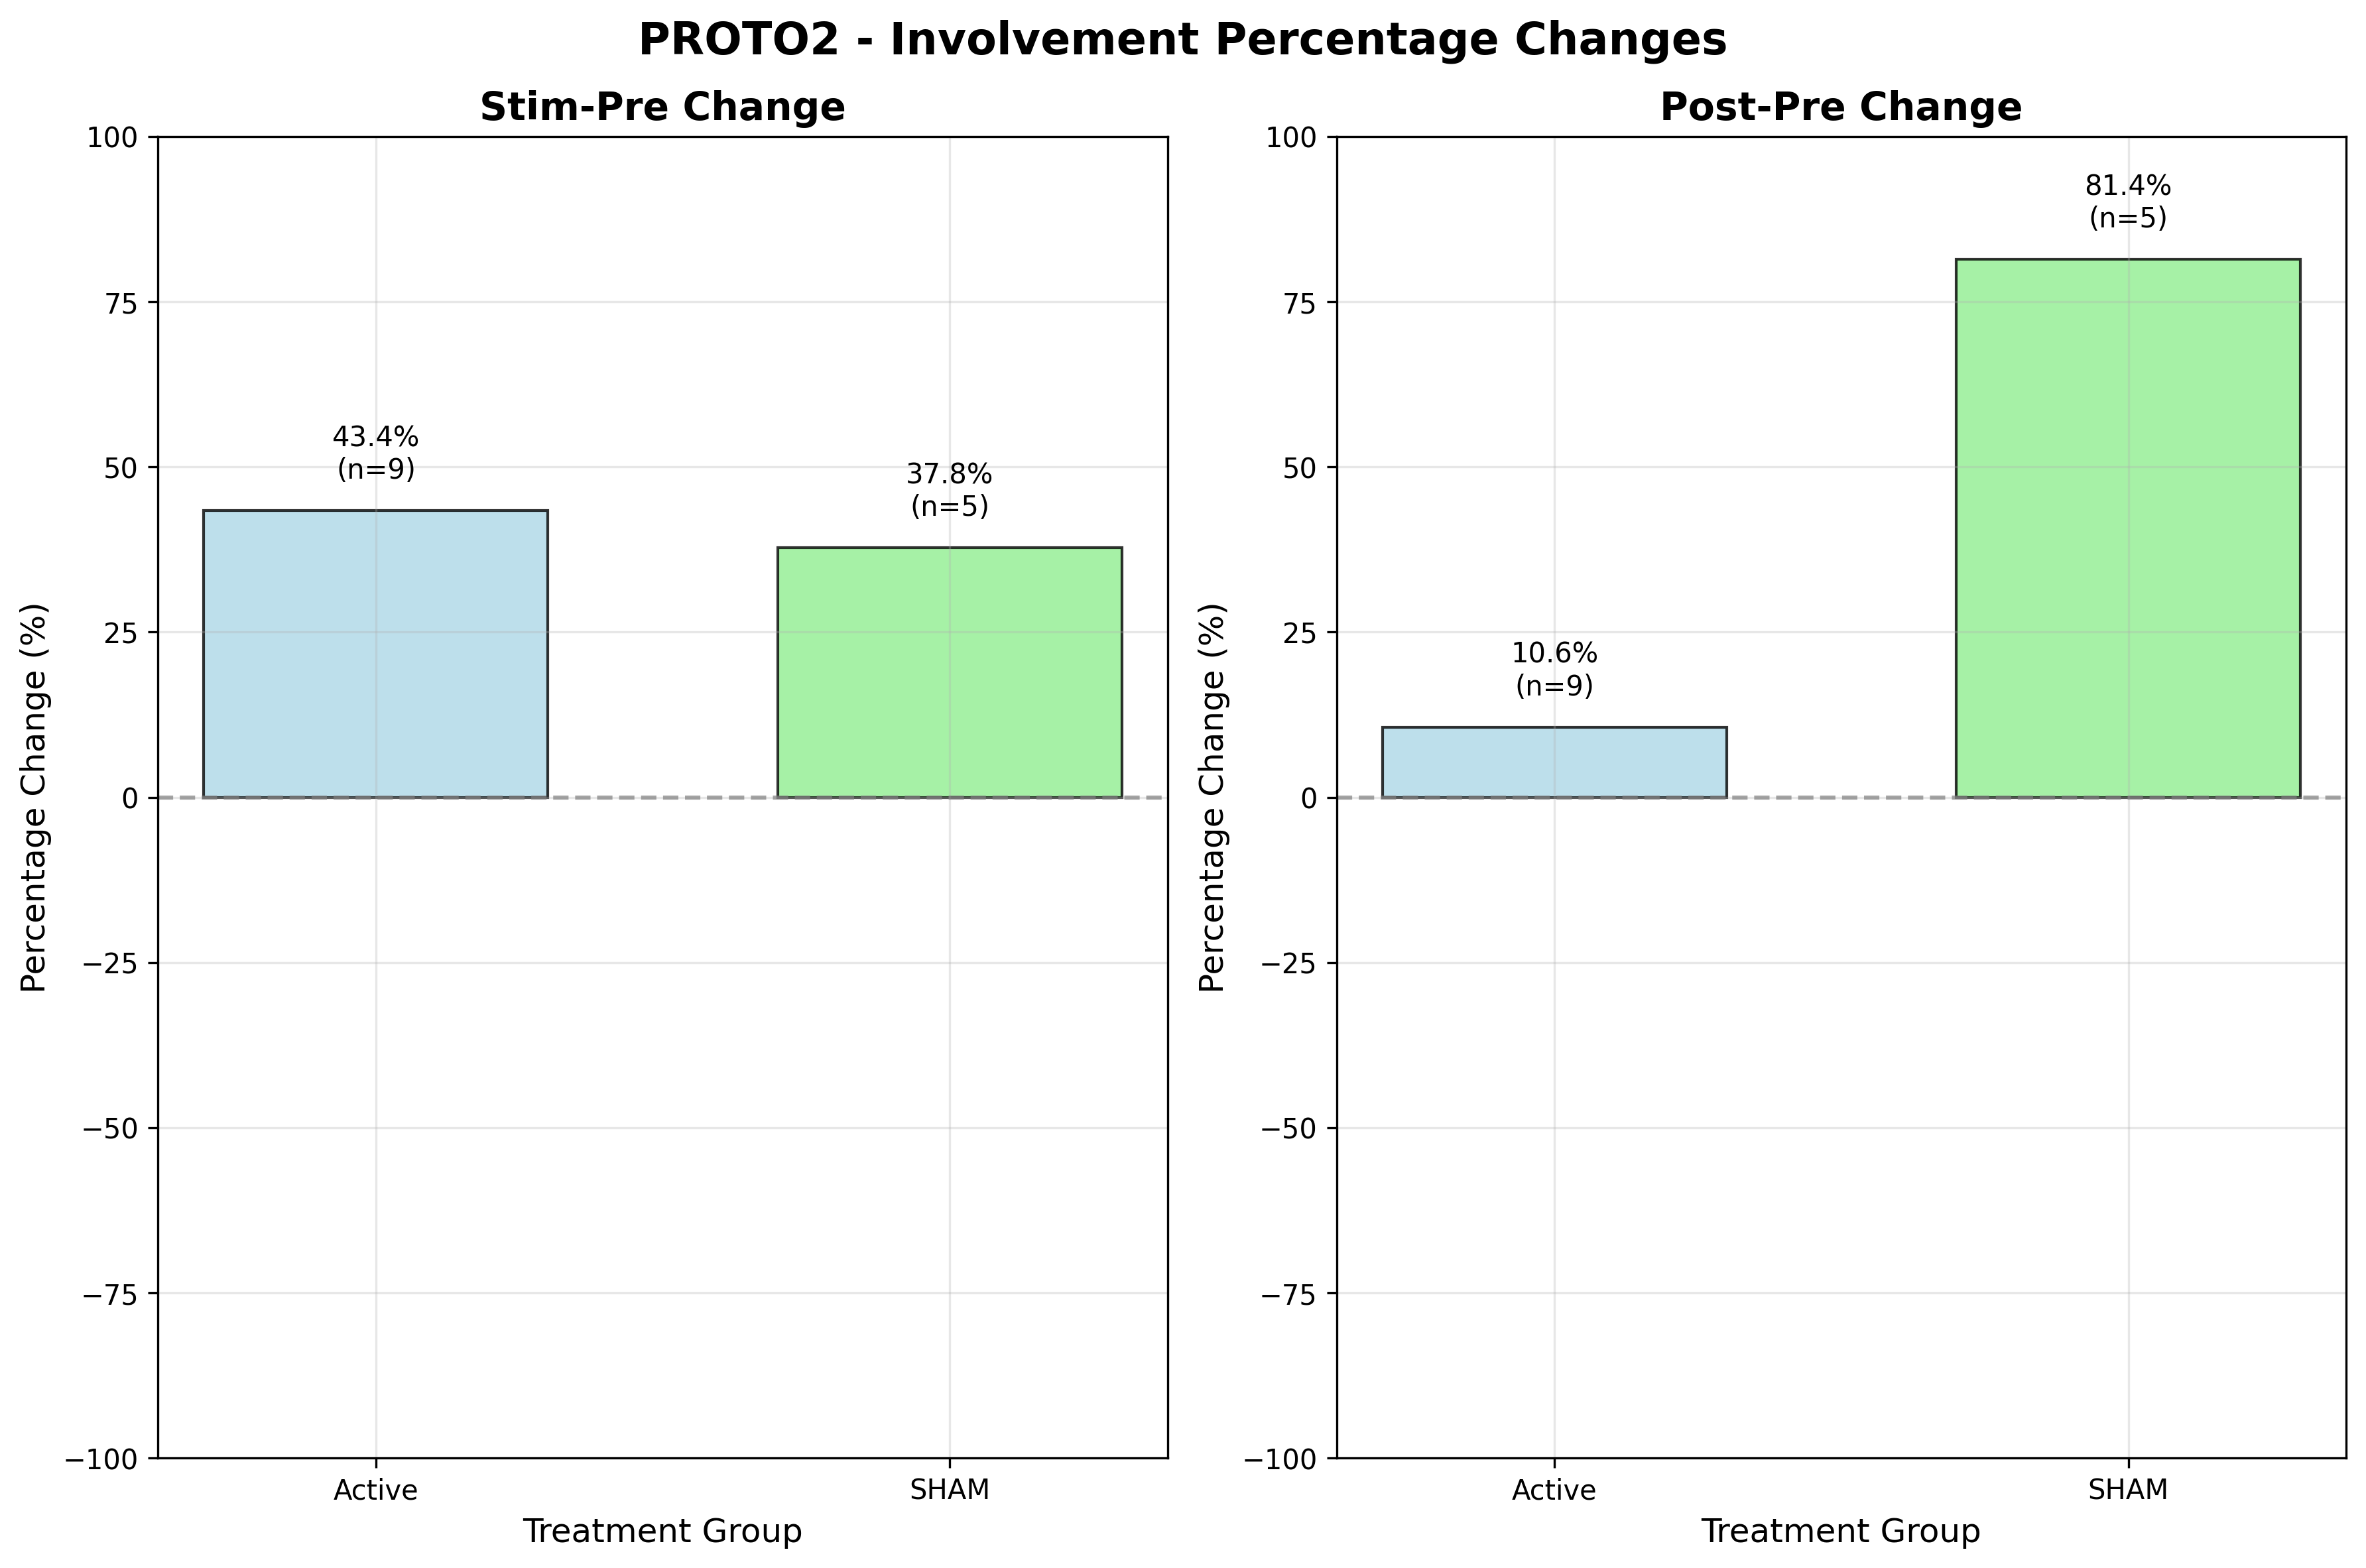 PROTO2 - Involvement Percentage Changes
Stim-Pre Change
Percentage Change (%)
100
75
50
25
0
−25
−50
−75
−100
43.4%
(n=9)
37.8%
(n=5)
Active
SHAM
Treatment Group
Post-Pre Change
Percentage Change (%)
100
75
50
25
0
−25
−50
−75
−100
10.6%
(n=9)
81.4%
(n=5)
Active
SHAM
Treatment Group